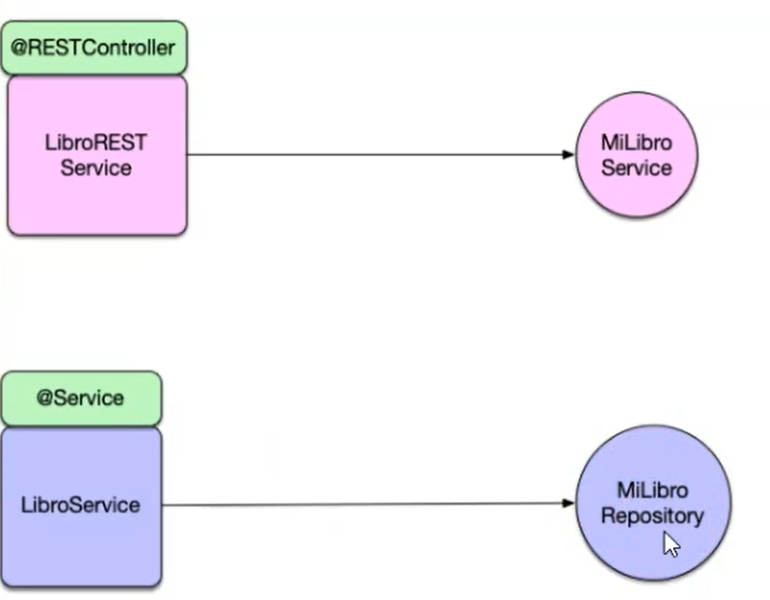 @RESTController
LibroREST
Service
MiLibro
Service
@Service
LibroService
MiLibro
Repository